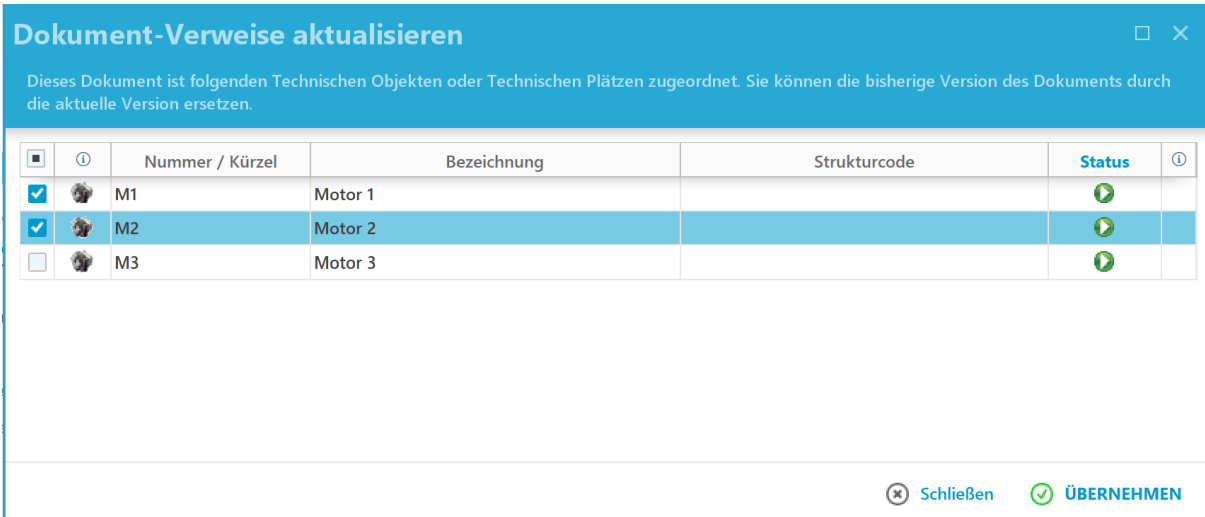 Dokument-Verweise aktualisieren
Dieses Dokument ist folgenden Technischen Objekten oder Technischen Plätzen zugeordnet. Sie können die bisherige Version des Dokuments durch
die aktuelle Version ersetzen.
Nummer / Kürzel Bezeichnung Strukturcode Status
M1 Motor 1
M2 Motor 2
M3 Motor 3
Schließen ÜBERNEHMEN